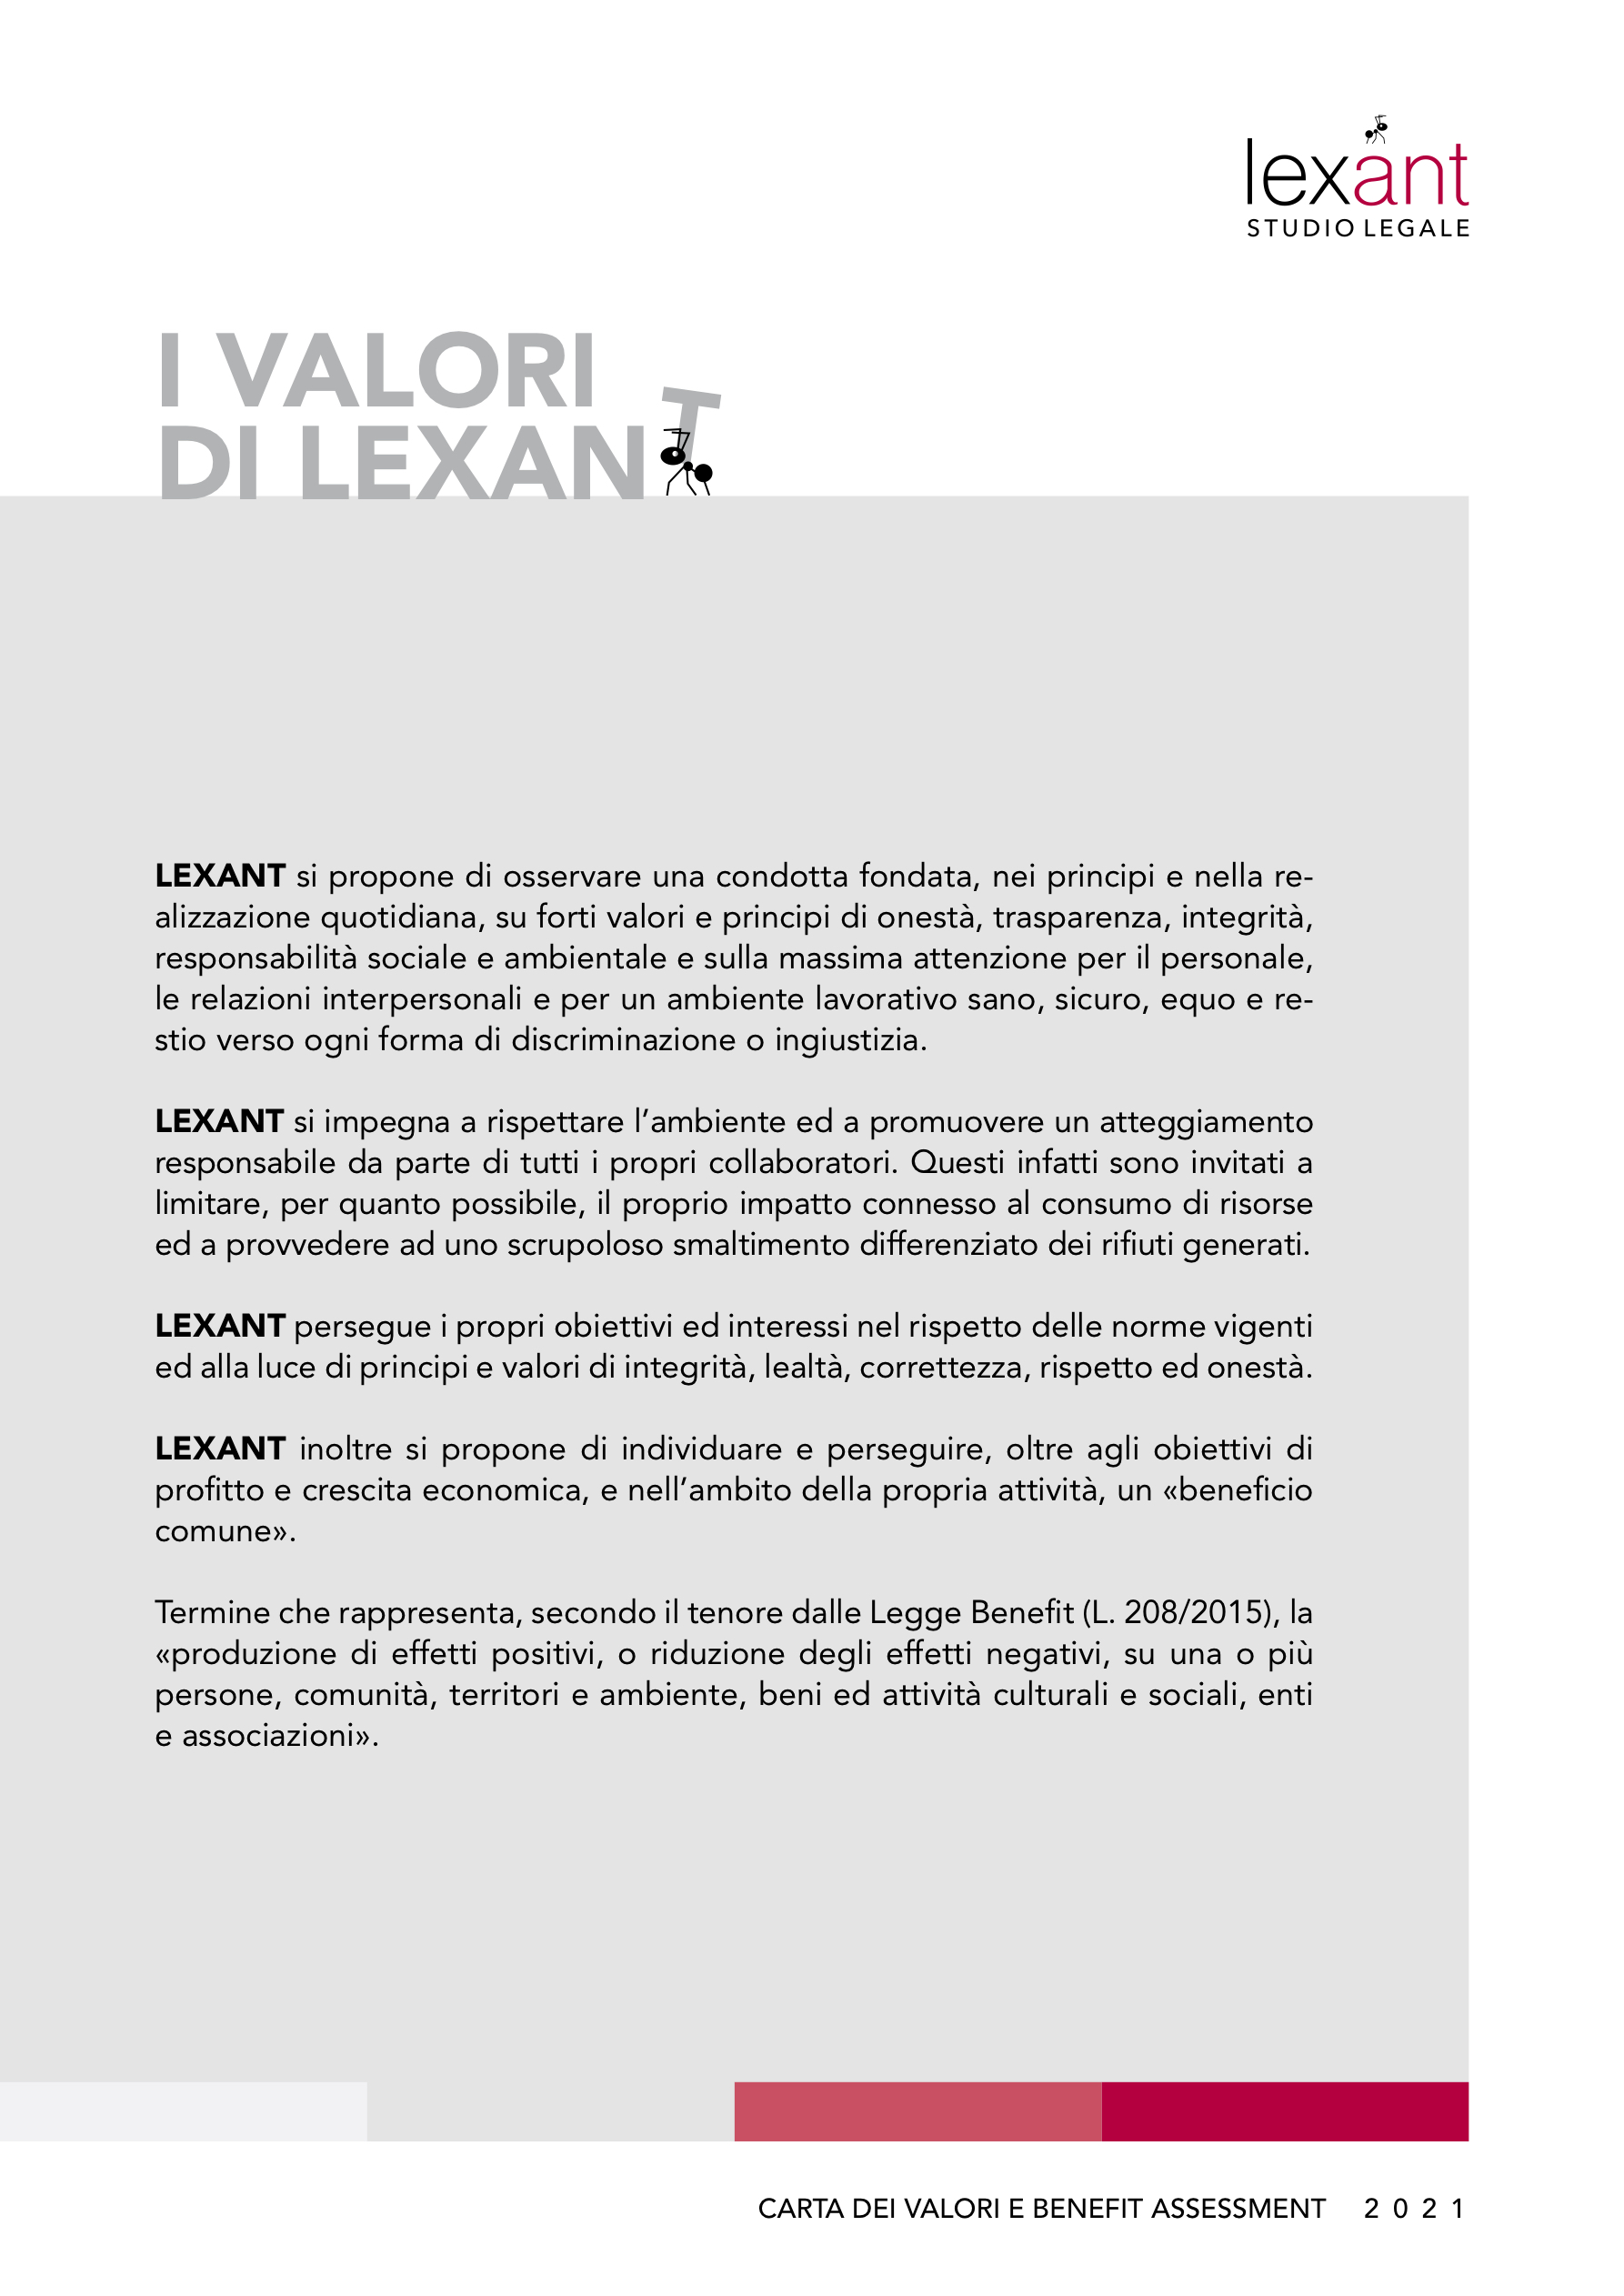 lexant
STUDIO LEGALE
I VALORI
DI LEXANT
LEXANT si propone di osservare una condotta fondata, nei principi e nella re-
alizzazione quotidiana, su forti valori e principi di onestà, trasparenza, integrità,
responsabilità sociale e ambientale e sulla massima attenzione per il personale,
le relazioni interpersonali e per un ambiente lavorativo sano, sicuro, equo e re-
stio verso ogni forma di discriminazione o ingiustizia.
LEXANT si impegna a rispettare l’ambiente ed a promuovere un atteggiamento
responsabile da parte di tutti i propri collaboratori. Questi infatti sono invitati a
limitare, per quanto possibile, il proprio impatto connesso al consumo di risorse
ed a provvedere ad uno scrupoloso smaltimento differenziato dei rifiuti generati.
LEXANT persegue i propri obiettivi ed interessi nel rispetto delle norme vigenti
ed alla luce di principi e valori di integrità, lealtà, correttezza, rispetto ed onestà.
LEXANT inoltre si propone di individuare e perseguire, oltre agli obiettivi di
profitto e crescita economica, e nell’ambito della propria attività, un «beneficio
comune».
Termine che rappresenta, secondo il tenore dalle Legge Benefit (L. 208/2015), la
«produzione di effetti positivi, o riduzione degli effetti negativi, su una o più
persone, comunità, territori e ambiente, beni ed attività culturali e sociali, enti
e associazioni».
CARTA DEI VALORI E BENEFIT ASSESSMENT 2 0 2 1